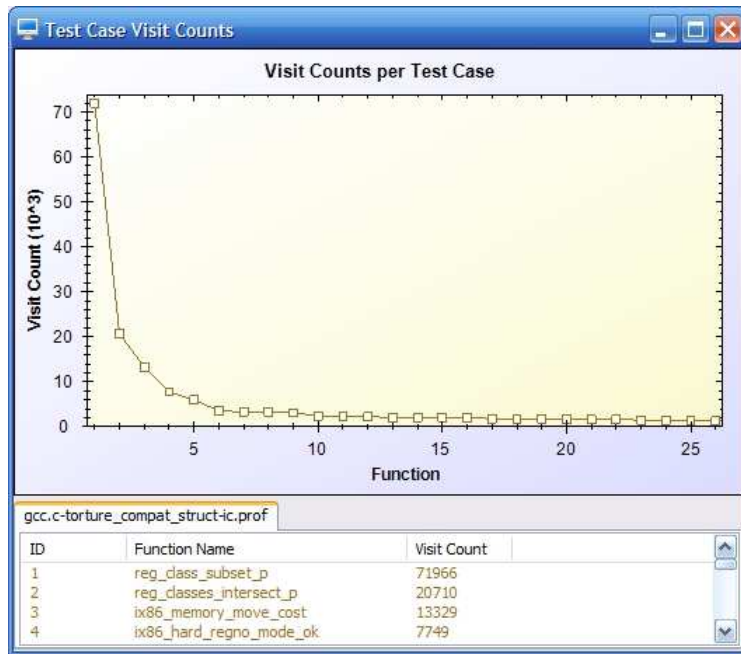 Test Case Visit Counts
Visit Counts per Test Case
Visit Count (10^3)
70
60
50
40
30
20
10
0
5 10 15 20 25
Function
gcc.c-torture_compat_struct-ic.prof
ID Function Name Visit Count
1 reg_class_subset_p 71966
2 reg_classes_intersect_p 20710
3 ix86_memory_move_cost 13329
4 ix86_hard_regno_mode_ok 7749